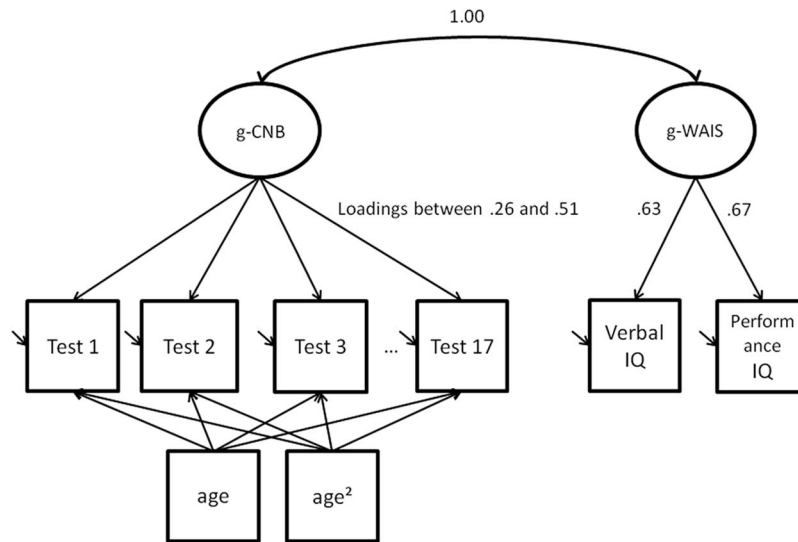 1.00
g-CNB
g-WAIS
Loadings between .26 and .51
.63
.67
Test 1
Test 2
Test 3
...
Test 17
Verbal
IQ
Perform
ance
IQ
age
age²